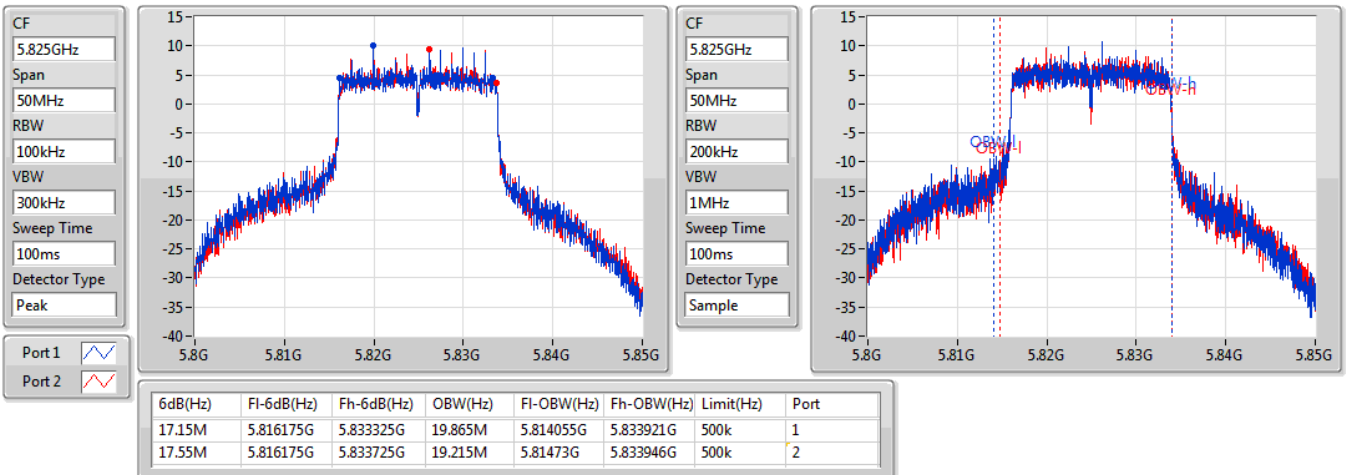 CF
5.825GHz
Span
50MHz
RBW
100kHz
VBW
300kHz
Sweep Time
100ms
Detector Type
Peak
Port 1
Port 2
15
10
5
0
-5
-10
-15
-20
-25
-30
-35
-40
5.8G 5.81G 5.82G 5.83G 5.84G 5.85G
CF
5.825GHz
Span
50MHz
RBW
200kHz
VBW
1MHz
Sweep Time
100ms
Detector Type
Sample
15
10
5
0
-5
-10
-15
-20
-25
-30
-35
-40
OBW-h
OBW-h
OBW-l
OBW-l
5.8G 5.81G 5.82G 5.83G 5.84G 5.85G
6dB(Hz) Fl-6dB(Hz) Fh-6dB(Hz) OBW(Hz) Fl-OBW(Hz) Fh-OBW(Hz) Limit(Hz) Port
17.15M 5.816175G 5.833325G 19.865M 5.814055G 5.833921G 500k 1
17.55M 5.816175G 5.833725G 19.215M 5.81473G 5.833946G 500k 2